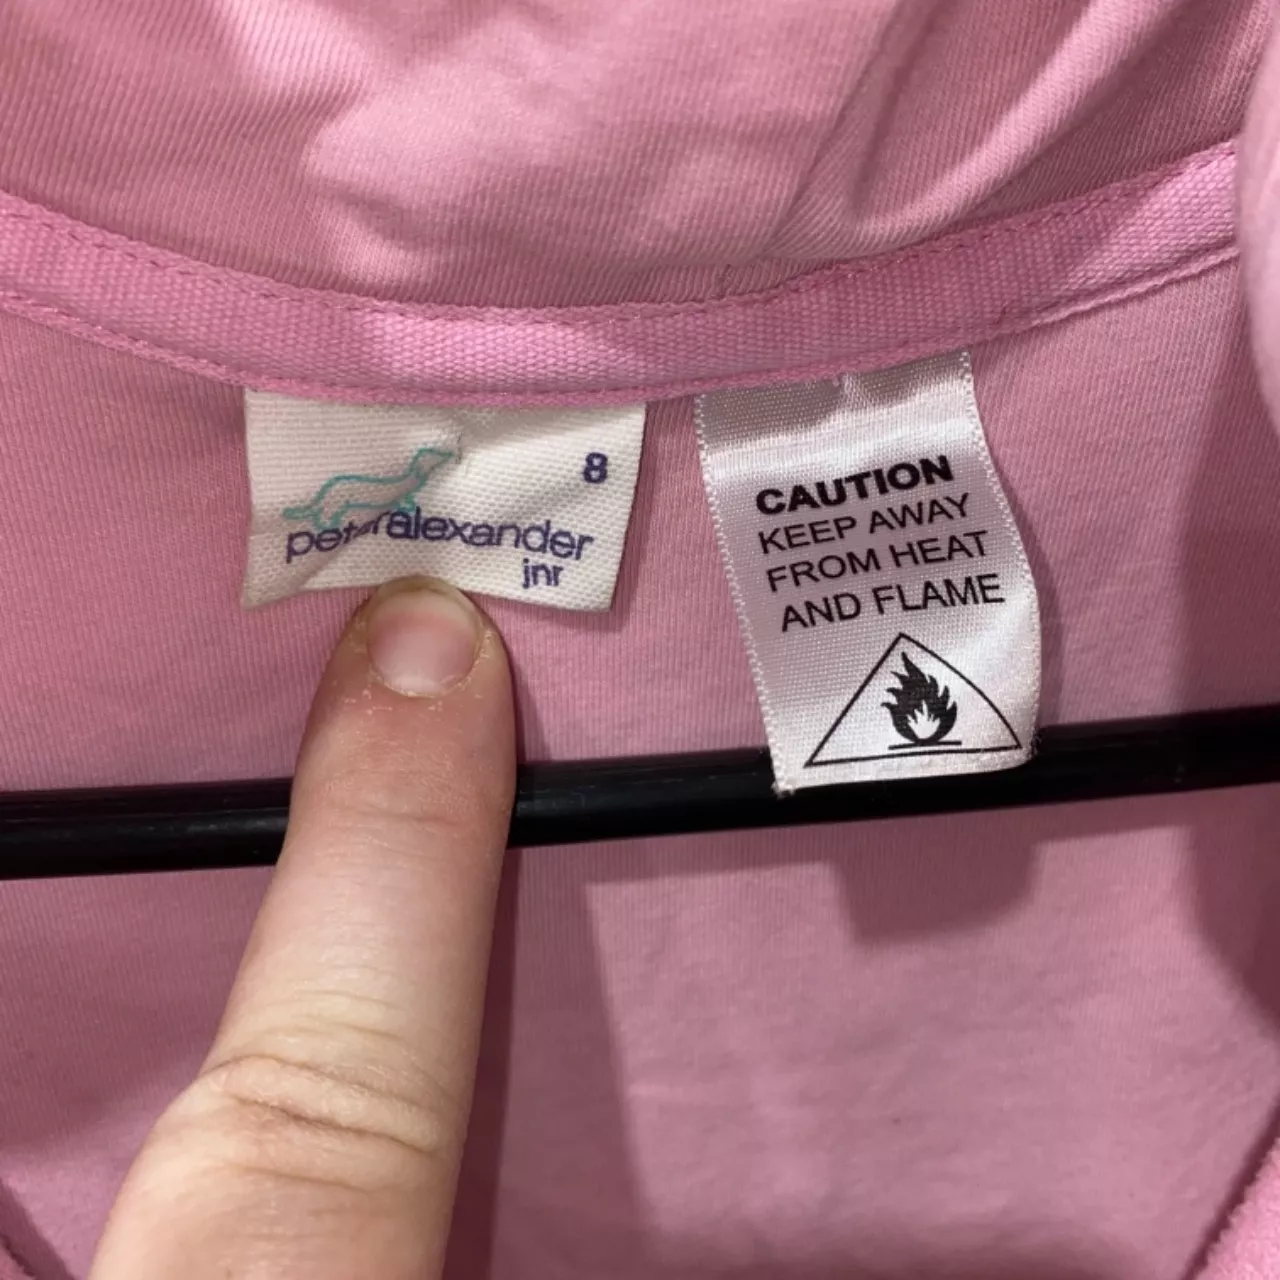 8
peteralexander
jnr
CAUTION
KEEP AWAY
FROM HEAT
AND FLAME